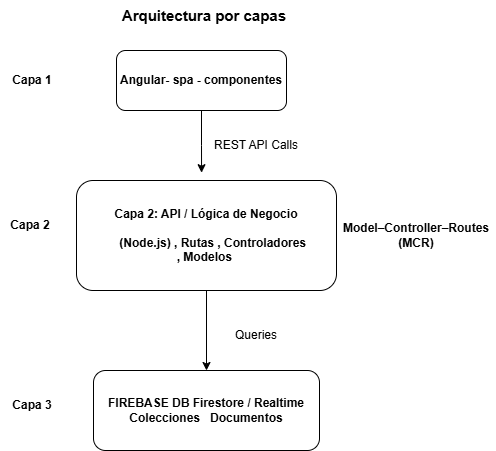 Arquitectura por capas
Capa 1
Angular- spa - componentes
REST API Calls
Capa 2
Capa 2: API / Lógica de Negocio
(Node.js) , Rutas , Controladores
, Modelos
Model–Controller–Routes
(MCR)
Queries
Capa 3
FIREBASE DB Firestore / Realtime
Colecciones   Documentos